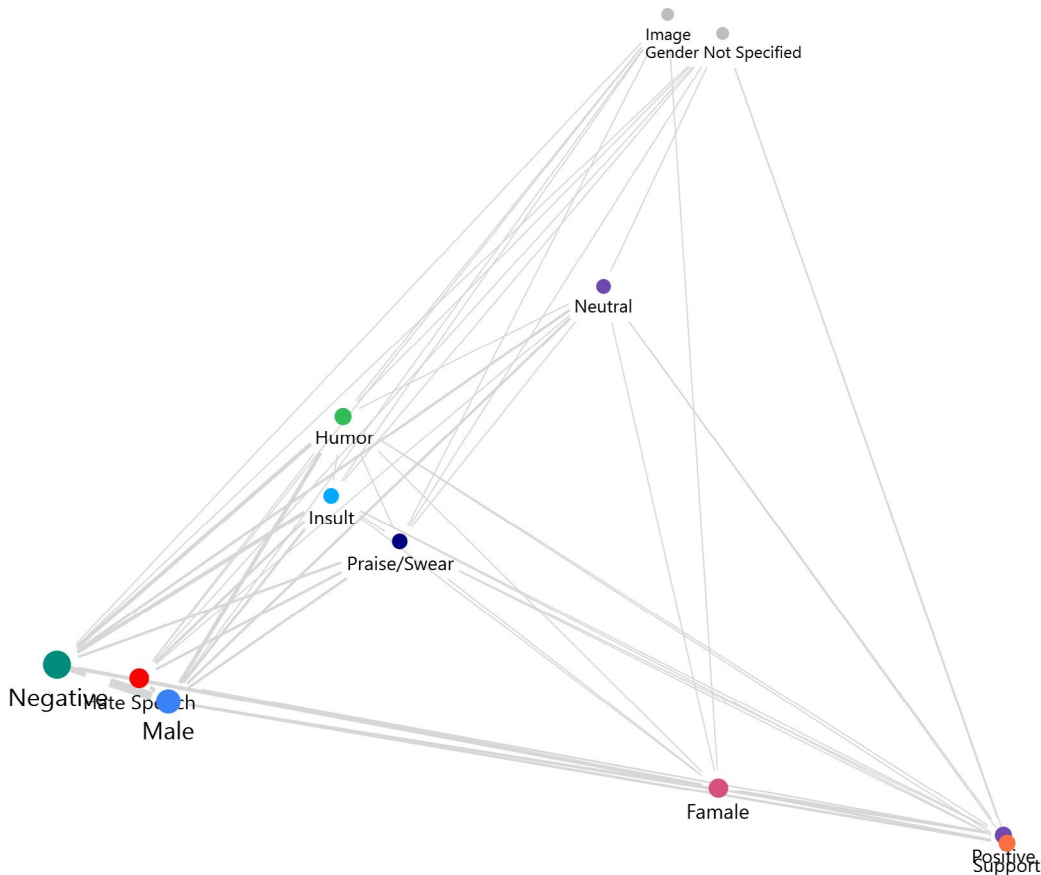 Image
Gender Not Specified
Neutral
Humor
Insult
Praise/Swear
Negative
Hate Speech
Male
Famale
Positive
Support